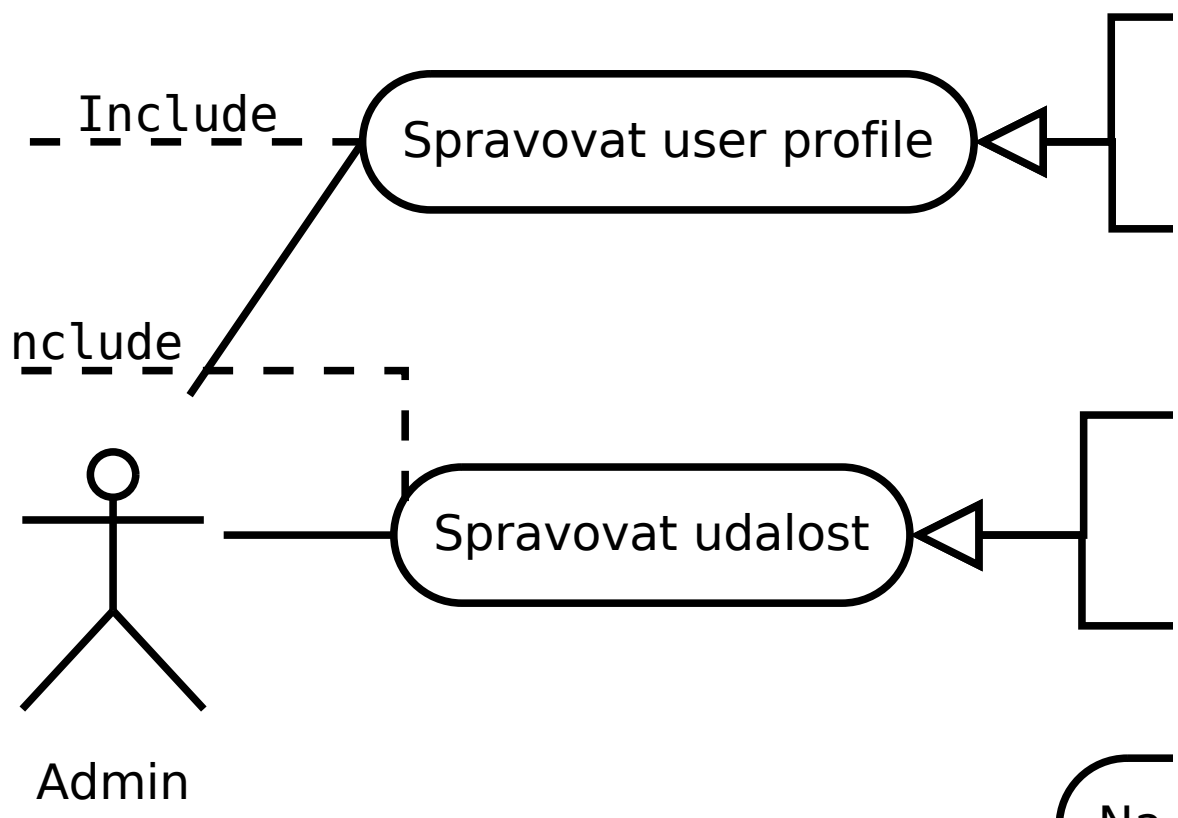 Include
Spravovat user profile
nclude
Spravovat udalost
Admin